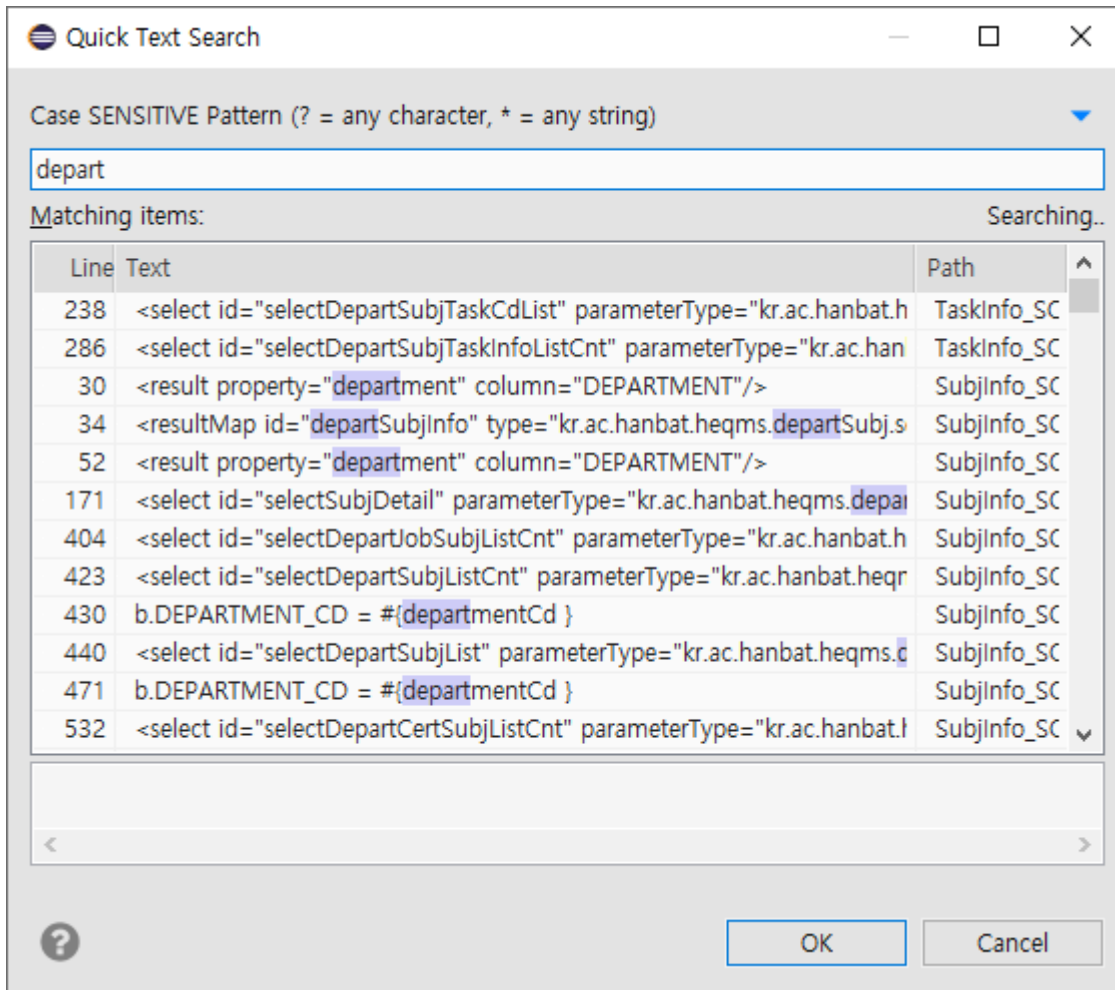 Quick Text Search
Case SENSITIVE Pattern (? = any character, * = any string)
depart
Matching items:
Searching..
Line Text Path
238 <select id="selectDepartSubjTaskCdList" parameterType="kr.ac.hanbat.h TaskInfo_SC
286 <select id="selectDepartSubjTaskInfoListCnt" parameterType="kr.ac.han TaskInfo_SC
30 <result property="department" column="DEPARTMENT"/> SubjInfo_SC
34 <resultMap id="departSubjInfo" type="kr.ac.hanbat.heqms.departSubj.s SubjInfo_SC
52 <result property="department" column="DEPARTMENT"/> SubjInfo_SC
171 <select id="selectSubjDetail" parameterType="kr.ac.hanbat.heqms.depar SubjInfo_SC
404 <select id="selectDepartJobSubjListCnt" parameterType="kr.ac.hanbat.h SubjInfo_SC
423 <select id="selectDepartSubjListCnt" parameterType="kr.ac.hanbat.heqm SubjInfo_SC
430 b.DEPARTMENT_CD = #{departmentCd } SubjInfo_SC
440 <select id="selectDepartSubjList" parameterType="kr.ac.hanbat.heqms.d SubjInfo_SC
471 b.DEPARTMENT_CD = #{departmentCd } SubjInfo_SC
532 <select id="selectDepartCertSubjListCnt" parameterType="kr.ac.hanbat.h SubjInfo_SC
OK Cancel